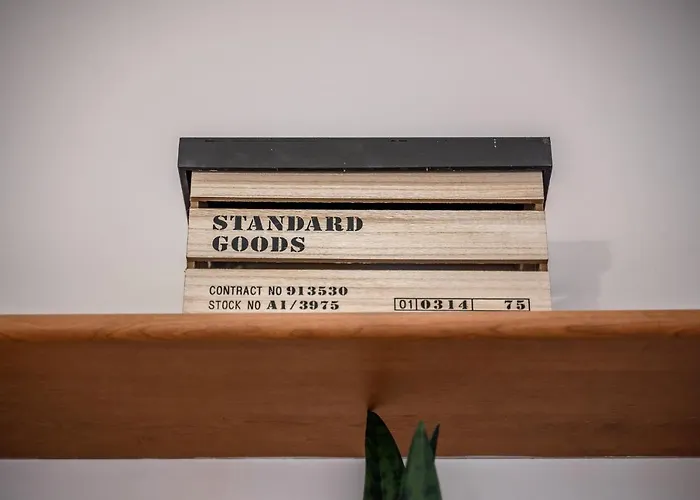 STANDARD
GOODS
CONTRACT NO 913530
STOCK NO A1/3975
01 0314 75